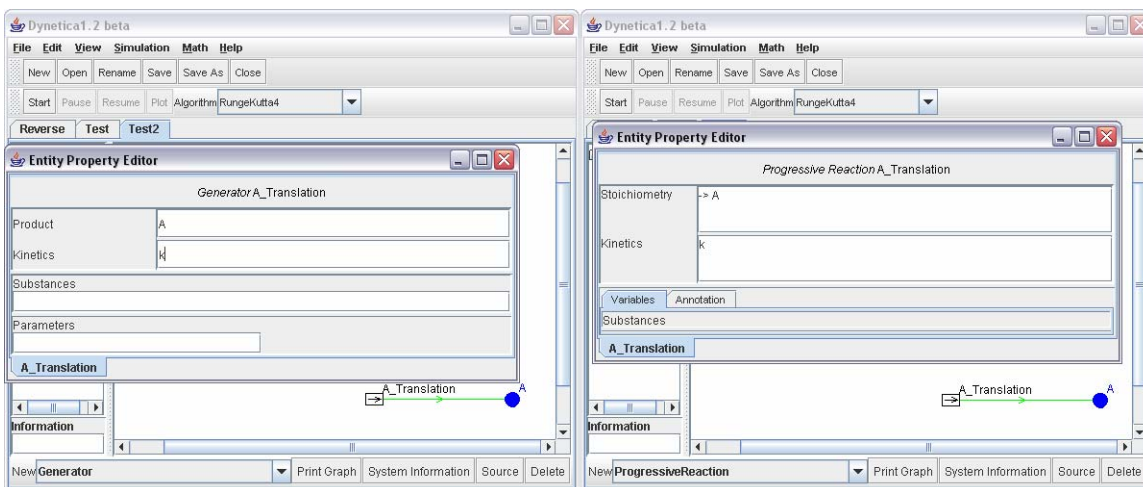 Dynetica1.2 beta
File Edit View Simulation Math Help
New Open Rename Save Save As Close
Start Pause Resume Plot Algorithm RungeKutta4
Reverse Test Test2
Entity Property Editor
Generator A_Translation
Product A
Kinetics k
Substances
Parameters
A_Translation
A_Translation A
Information
New Generator Print Graph System Information Source Delete
Dynetica1.2 beta
File Edit View Simulation Math Help
New Open Rename Save Save As Close
Start Pause Resume Plot Algorithm RungeKutta4
Entity Property Editor
Progressive Reaction A_Translation
Stoichiometry -> A
Kinetics k
Variables Annotation
Substances
A_Translation
A_Translation A
Information
New ProgressiveReaction Print Graph System Information Source Delete